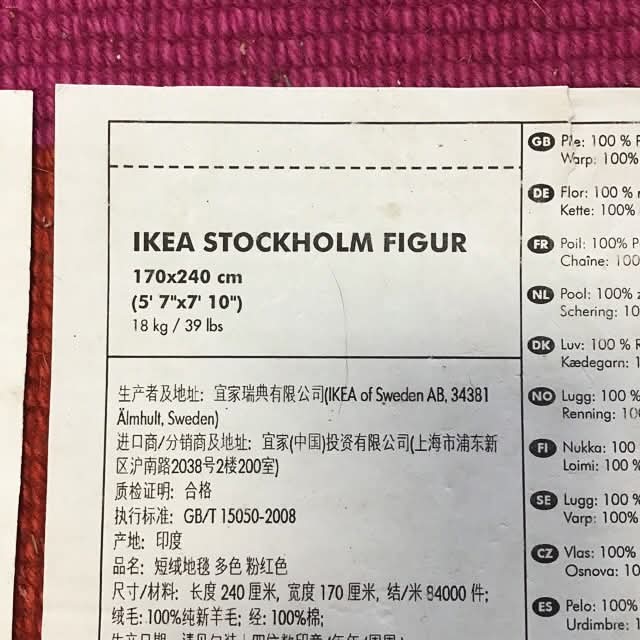 IKEA STOCKHOLM FIGUR
170x240 cm
(5' 7"x7' 10")
18 kg / 39 lbs
生产者及地址: 宜家瑞典有限公司(IKEA of Sweden AB, 34381
Älmhult, Sweden)
进口商/分销商及地址: 宜家(中国)投资有限公司(上海市浦东新
区沪南路2038号2楼200室)
质检证明: 合格
执行标准: GB/T 15050-2008
产地: 印度
品名: 短绒地毯 多色 粉红色
尺寸/材料: 长度 240 厘米, 宽度 170 厘米, 结/米 84000 件;
绒毛: 100%纯新羊毛; 经: 100%棉;
GB Pile: 100 %
Warp: 100%
DE Flor: 100 %
Kette: 100%
FR Poil: 100%
Chaîne: 100
NL Pool: 100%
Schering: 10
DK Luv: 100 %
Kædegarn: 1
NO Lugg: 100 %
Renning: 10
FI Nukka: 100
Loimi: 100
SE Lugg: 100 %
Varp: 100%
CZ Vlas: 100%
Osnova: 10
ES Pelo: 100%
Urdimbre: 1